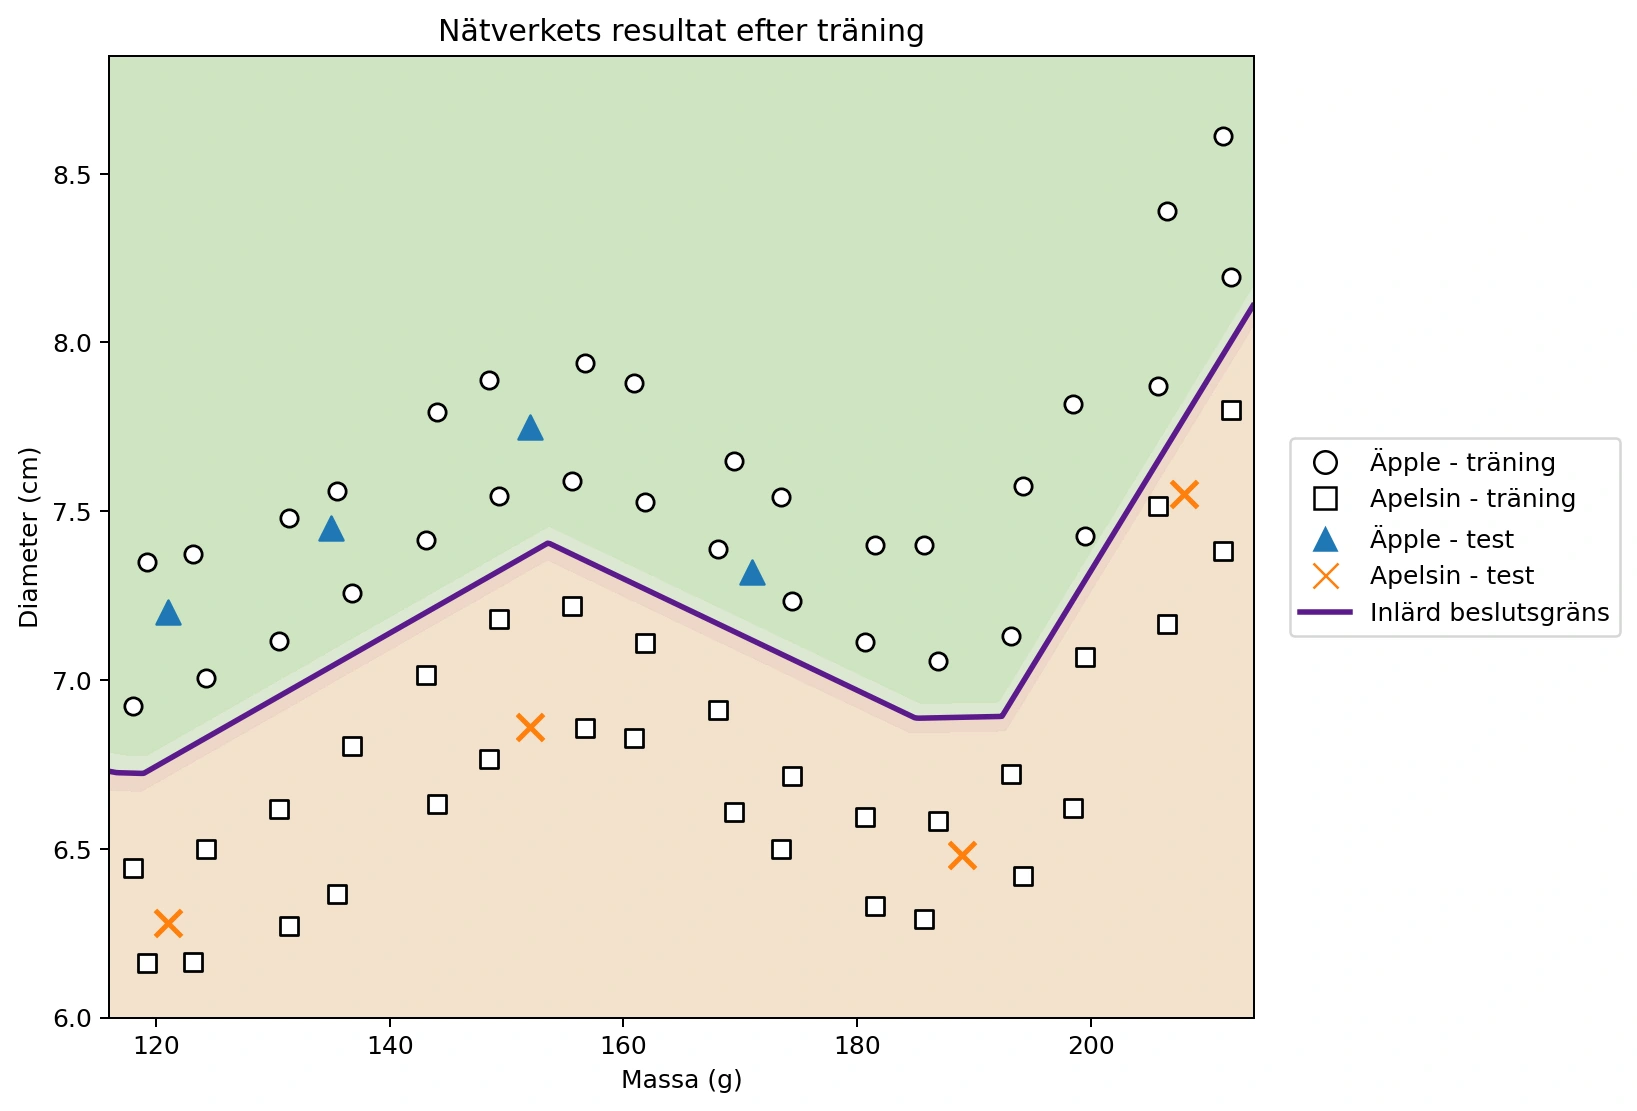 Nätverkets resultat efter träning
Diameter (cm)
8.5
8.0
7.5
7.0
6.5
6.0
120
140
160
180
200
Massa (g)
Äpple - träning
Apelsin - träning
Äpple - test
Apelsin - test
Inlärd beslutsgräns